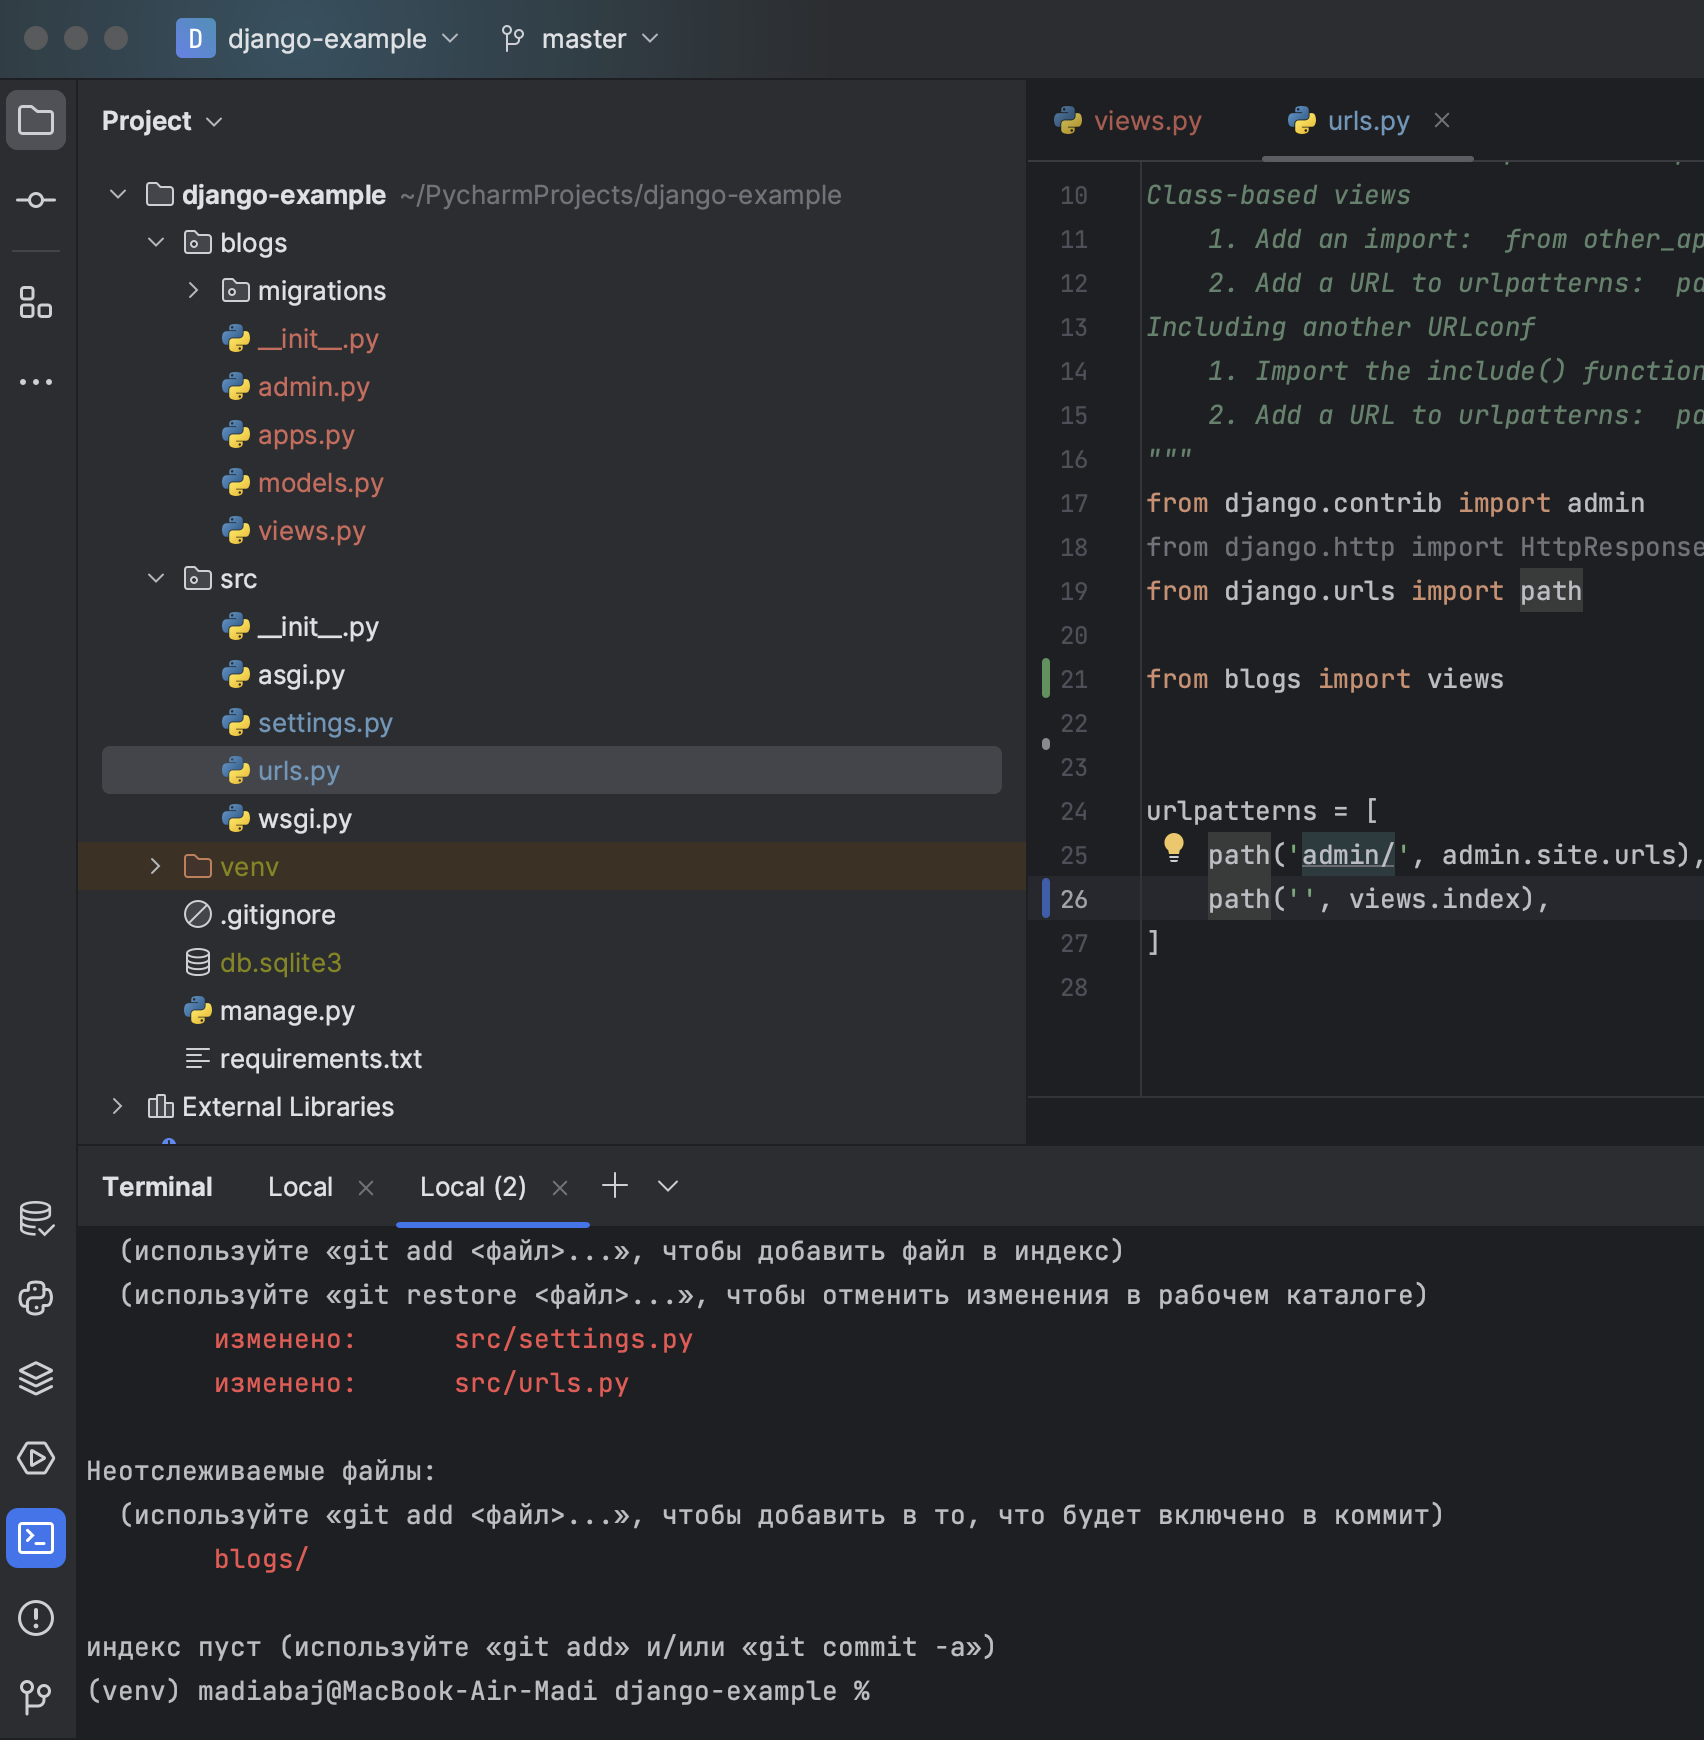 D django-example master
Project
django-example ~/PycharmProjects/django-example
blogs
migrations
__init__.py
admin.py
apps.py
models.py
views.py
src
__init__.py
asgi.py
settings.py
urls.py
wsgi.py
venv
.gitignore
db.sqlite3
manage.py
requirements.txt
External Libraries
views.py urls.py
10 Class-based views
11 1. Add an import: from other_ap
12 2. Add a URL to urlpatterns: pa
13 Including another URLconf
14 1. Import the include() function
15 2. Add a URL to urlpatterns: pa
16 """
17 from django.contrib import admin
18 from django.http import HttpResponse
19 from django.urls import path
20
21 from blogs import views
22
23
24 urlpatterns = [
25 path('admin/', admin.site.urls),
26 path('', views.index),
27 ]
28
Terminal Local Local (2)
(используйте «git add <файл>...», чтобы добавить файл в индекс)
(используйте «git restore <файл>...», чтобы отменить изменения в рабочем каталоге)
изменено: src/settings.py
изменено: src/urls.py
Неотслеживаемые файлы:
(используйте «git add <файл>...», чтобы добавить в то, что будет включено в коммит)
blogs/
индекс пуст (используйте «git add» и/или «git commit -a»)
(venv) madiabaj@MacBook-Air-Madi django-example %